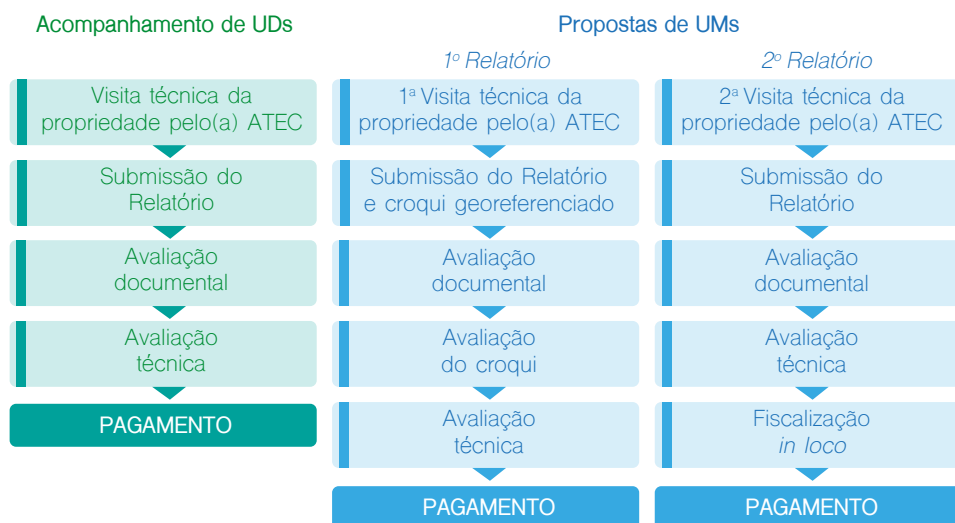 Acompanhamento de UDs
Visita técnica da
propriedade pelo(a) ATEC
Submissão do
Relatório
Avaliação
documental
Avaliação
técnica
PAGAMENTO
Propostas de UMs
1º Relatório
1ª Visita técnica da
propriedade pelo(a) ATEC
Submissão do Relatório
e croqui georeferenciado
Avaliação
documental
Avaliação
do croqui
Avaliação
técnica
PAGAMENTO
2º Relatório
2ª Visita técnica da
propriedade pelo(a) ATEC
Submissão do
Relatório
Avaliação
documental
Avaliação
técnica
Fiscalização
in loco
PAGAMENTO